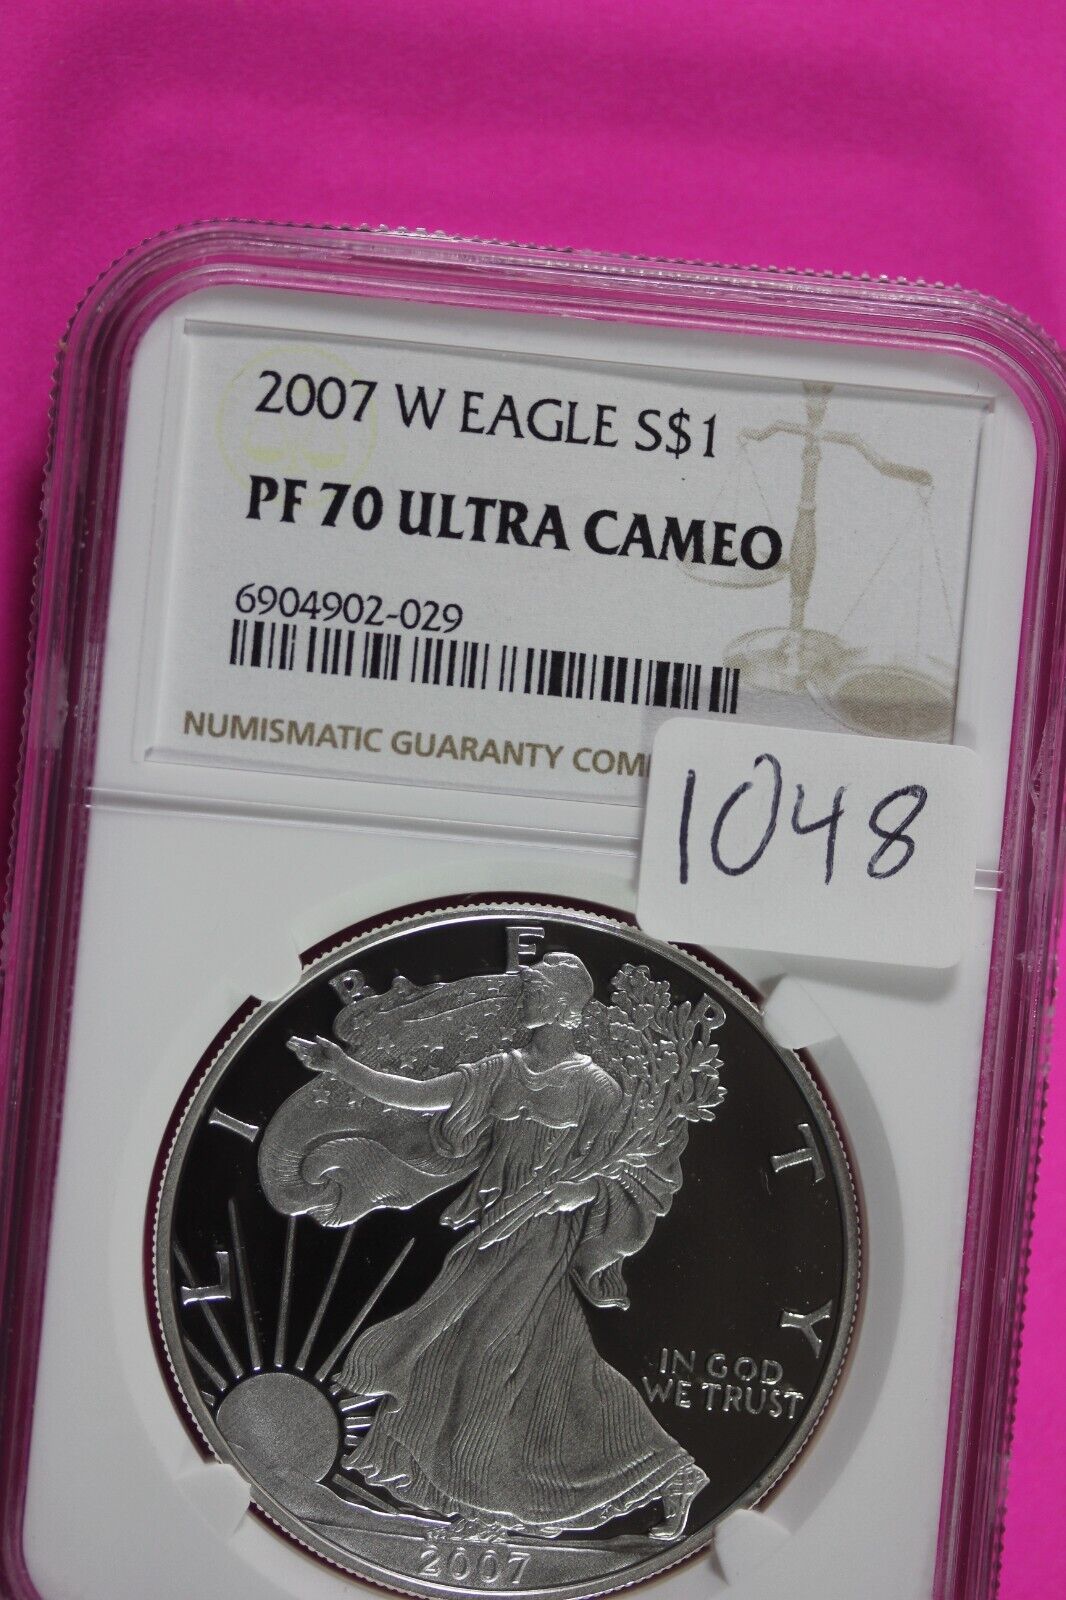 2007 W EAGLE S$1
PF 70 ULTRA CAMEO
6904902-029
NUMISMATIC GUARANTY COM
1048
LIBERTY
IN GOD
WE TRUST
2007